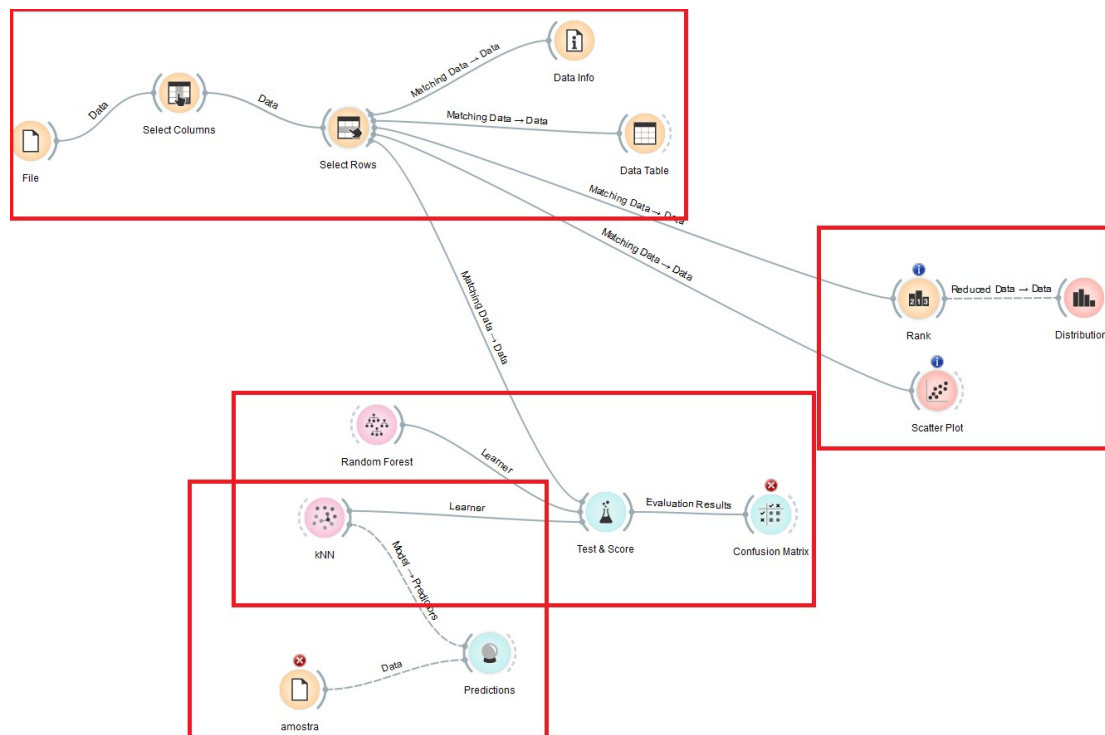 Data Info
Matching Data → Data
Data
Select Columns
Data
Matching Data → Data
File
Select Rows
Data Table
Matching Data → Data
Matching Data → Data
Matching Data → Data
Reduced Data → Data
Rank
Distribution
Scatter Plot
Random Forest
Learner
Learner
Evaluation Results
kNN
Test & Score
Confusion Matrix
Model → Predictors
Data
Predictions
amostra